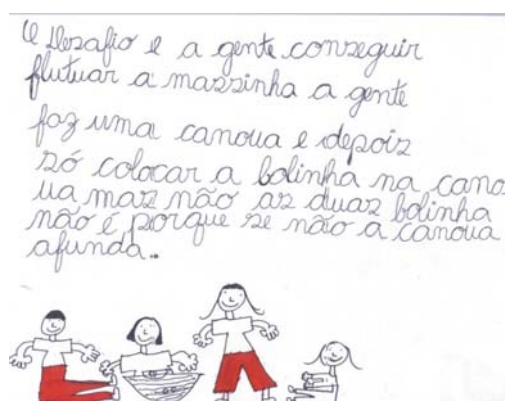 O Desafio e a gente conseguir
flutuar a massinha a gente
faz uma canoua e depois
só colocar a bolinha na cano
ua mas não as duas bolinha
não é porque se não a canoua
afunda..